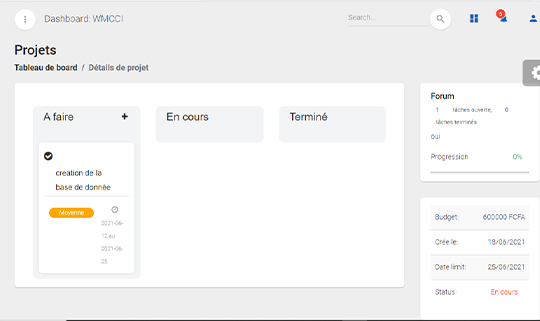 Dashboard: WMCCI
Search...
5
Projets
Tableau de board / Détails de projet
A faire +
En cours
Terminé
creation de la
base de donnée
Moyenne
2021-06-
12 au
2021-06-
25
Forum
1 tâches ouverte, 0
tâches terminés
oui
Progression 0%
Budget: 600000 FCFA
Crée le: 18/06/2021
Date limit: 25/06/2021
Status: En cours